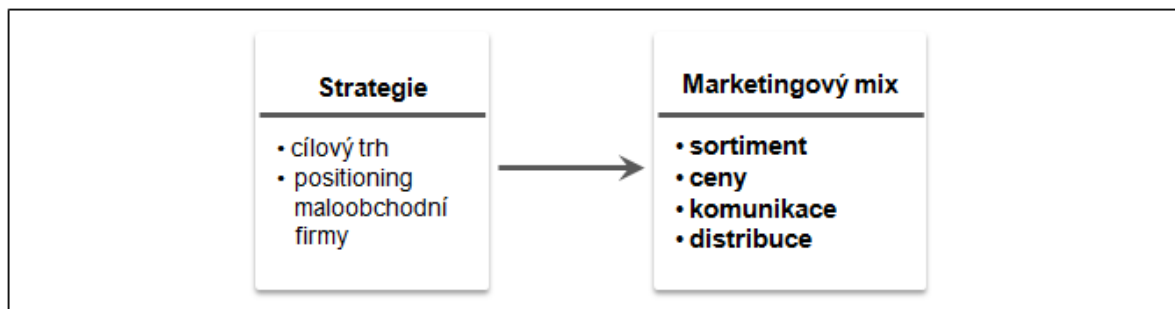 Strategie
• cílový trh
• positioning
maloobchodní
firmy
Marketingový mix
• sortiment
• ceny
• komunikace
• distribuce